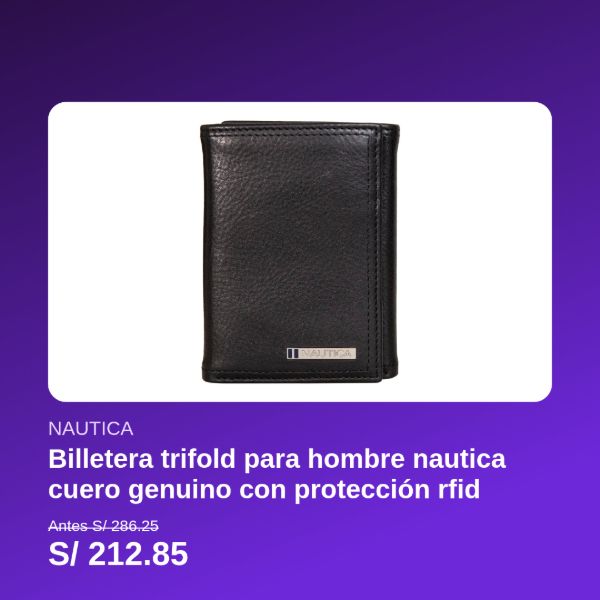 NAUTICA
NAUTICA
Billetera trifold para hombre nautica
cuero genuino con protección rfid
Antes S/ 286.25
S/ 212.85